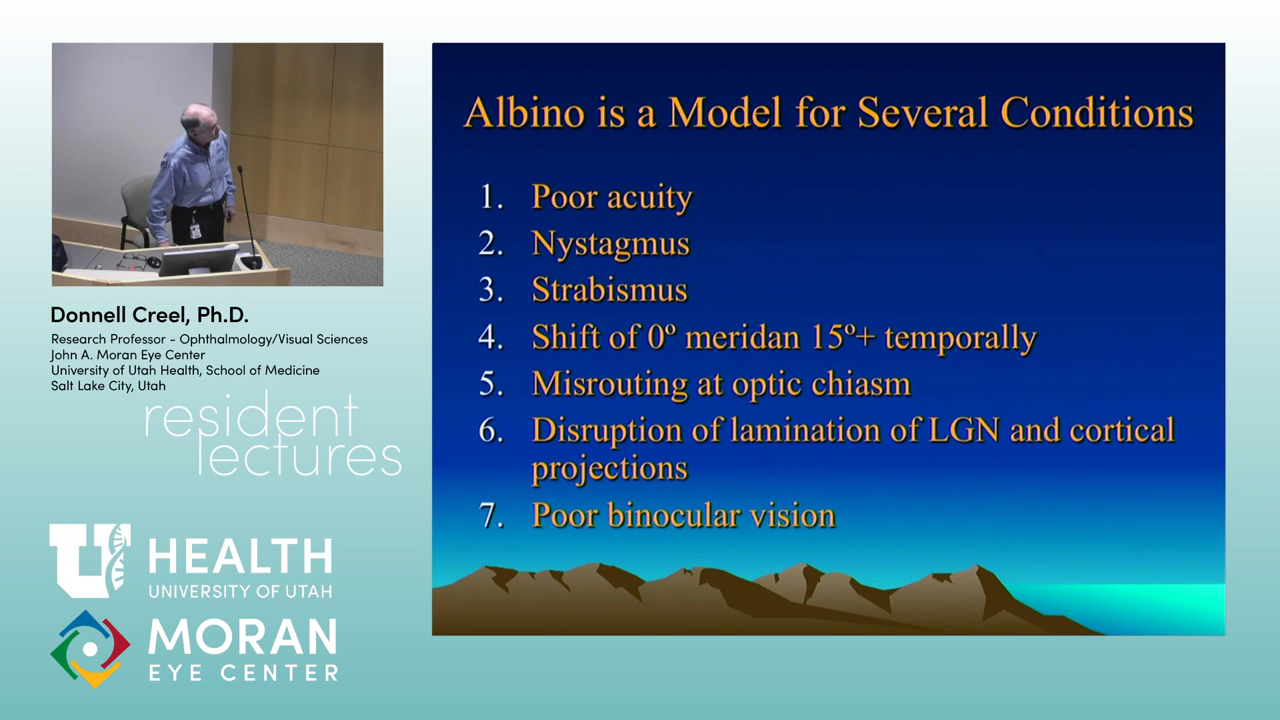 Donnell Creel, Ph.D.
Research Professor - Ophthalmology/Visual Sciences
John A. Moran Eye Center
University of Utah Health, School of Medicine
Salt Lake City, Utah
resident
lectures
U HEALTH
UNIVERSITY OF UTAH
MORAN
EYE CENTER
Albino is a Model for Several Conditions
1. Poor acuity
2. Nystagmus
3. Strabismus
4. Shift of 0º meridan 15º+ temporally
5. Misrouting at optic chiasm
6. Disruption of lamination of LGN and cortical
projections
7. Poor binocular vision